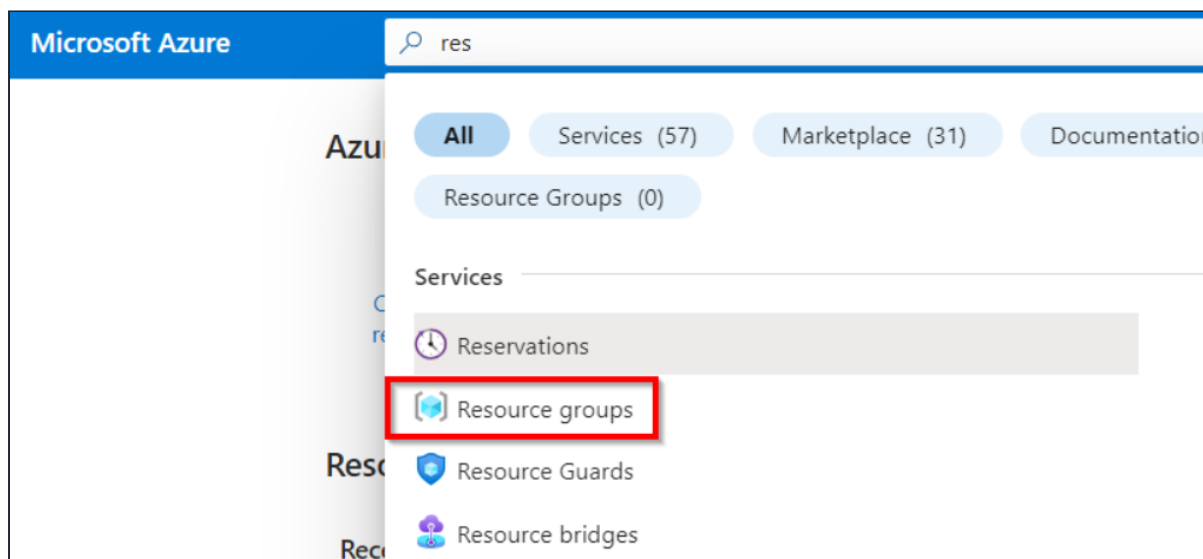 Microsoft Azure
res
All
Services (57)
Marketplace (31)
Documentation
Resource Groups (0)
Azu
Services
Reservations
Resource groups
Resource Guards
Reso
Resource bridges
Rece